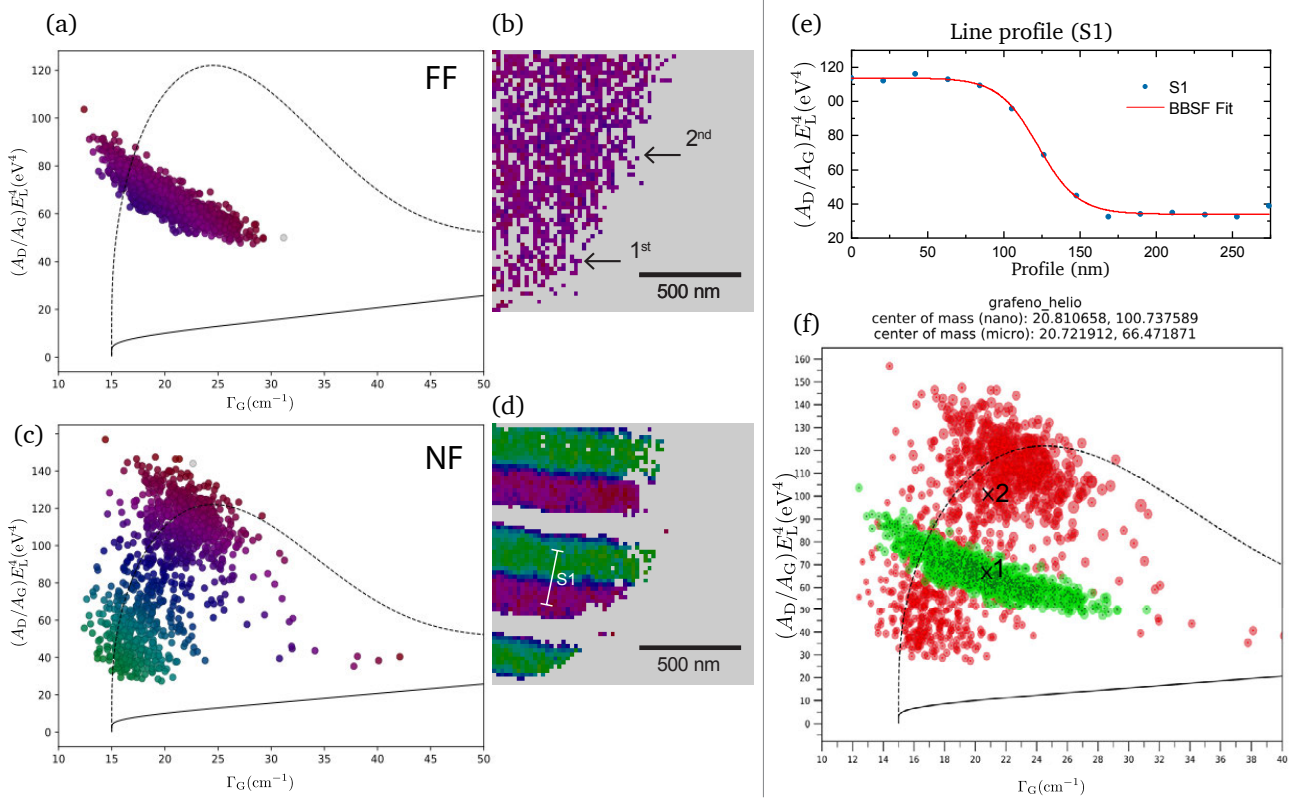 (a)
FF
(A_D/A_G)E_L^4(eV^4)
120
100
80
60
40
20
0
10 15 20 25 30 35 40 45 50
Γ_G(cm^-1)
(b)
2nd
1st
500 nm
(c)
NF
(A_D/A_G)E_L^4(eV^4)
160
140
120
100
80
60
40
20
0
10 15 20 25 30 35 40 45 50
Γ_G(cm^-1)
(d)
S1
500 nm
(e)
Line profile (S1)
(A_D/A_G)E_L^4(eV^4)
120
100
80
60
40
20
0
S1
BBSF Fit
0 50 100 150 200 250
Profile (nm)
(f)
grafeno_helio
center of mass (nano): 20.810658, 100.737589
center of mass (micro): 20.721912, 66.471871
(A_D/A_G)E_L^4(eV^4)
160
150
140
130
120
110
100
90
80
70
60
50
40
30
20
10
0
×2
×1
10 12 14 16 18 20 22 24 26 28 30 32 34 36 38 40
Γ_G(cm^-1)